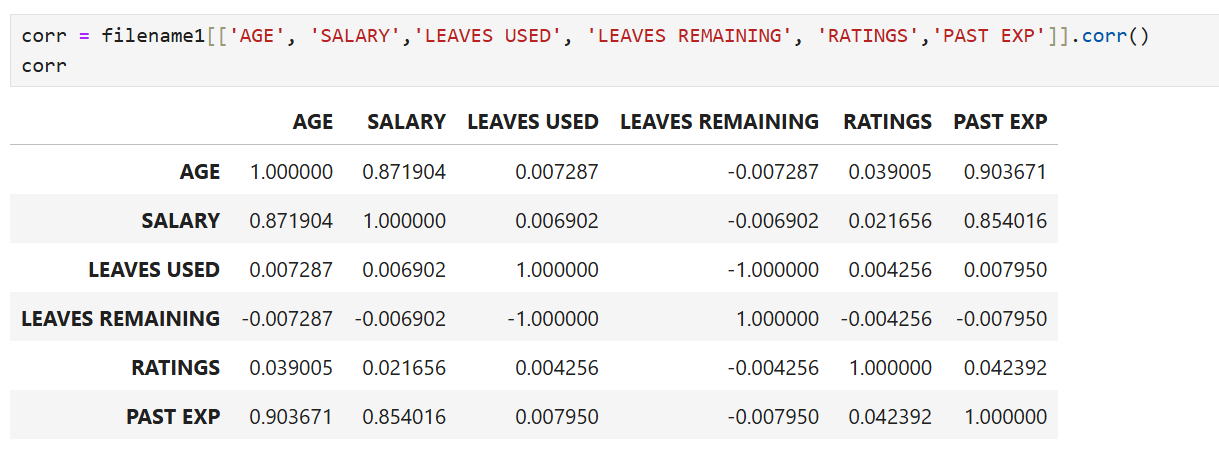 corr = filename1[['AGE', 'SALARY','LEAVES USED', 'LEAVES REMAINING', 'RATINGS','PAST EXP']].corr()
corr
AGE SALARY LEAVES USED LEAVES REMAINING RATINGS PAST EXP
AGE 1.000000 0.871904 0.007287 -0.007287 0.039005 0.903671
SALARY 0.871904 1.000000 0.006902 -0.006902 0.021656 0.854016
LEAVES USED 0.007287 0.006902 1.000000 -1.000000 0.004256 0.007950
LEAVES REMAINING -0.007287 -0.006902 -1.000000 1.000000 -0.004256 -0.007950
RATINGS 0.039005 0.021656 0.004256 -0.004256 1.000000 0.042392
PAST EXP 0.903671 0.854016 0.007950 -0.007950 0.042392 1.000000